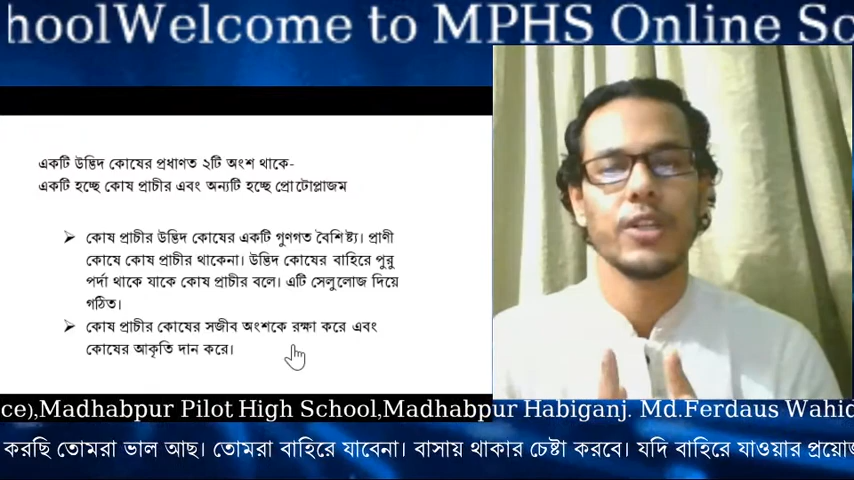 hoolWelcome to MPHS Online Sc
একটি উদ্ভিদ কোষের প্রধাণত ২টি অংশ থাকে-
একটি হচ্ছে কোষ প্রাচীর এবং অন্যটি হচ্ছে প্রোটোপ্লাজম
➢ কোষ প্রাচীর উদ্ভিদ কোষের একটি গুণগত বৈশিষ্ট্য। প্রাণী
কোষে কোষ প্রাচীর থাকেনা। উদ্ভিদ কোষের বাহিরে পুরু
পর্দা থাকে যাকে কোষ প্রাচীর বলে। এটি সেলুলোজ দিয়ে
গঠিত।
➢ কোষ প্রাচীর কোষের সজীব অংশকে রক্ষা করে এবং
কোষের আকৃতি দান করে।
ce),Madhabpur Pilot High School,Madhabpur Habiganj. Md.Ferdaus Wahid
করছি তোমরা ভাল আছ। তোমরা বাহিরে যাবেনা। বাসায় থাকার চেষ্টা করবে। যদি বাহিরে যাওয়ার প্রয়োজ